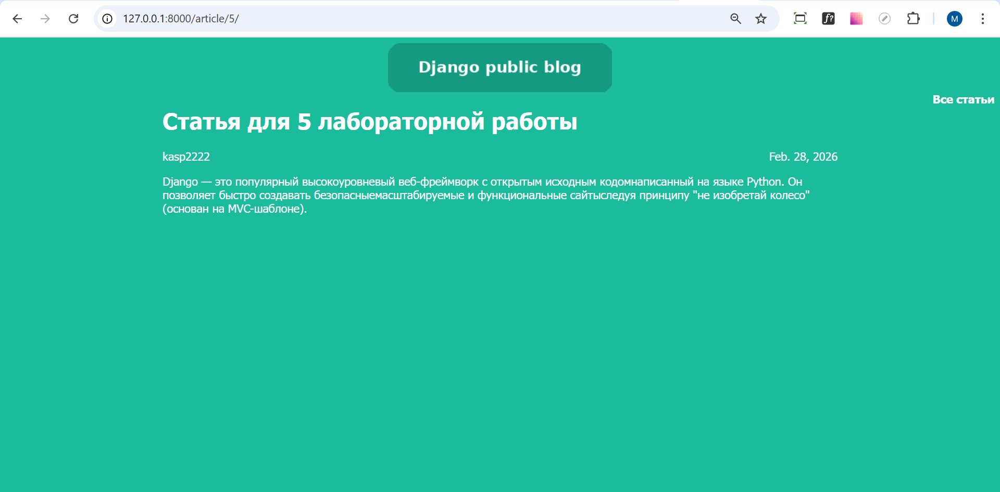 127.0.0.1:8000/article/5/
f?
M
Django public blog
Все статьи
Статья для 5 лабораторной работы
kasp2222
Feb. 28, 2026
Django — это популярный высокоуровневый веб-фреймворк с открытым исходным кодомнаписанный на языке Python. Он
позволяет быстро создавать безопасныемасштабируемые и функциональные сайтыследуя принципу "не изобретай колесо"
(основан на MVC-шаблоне).